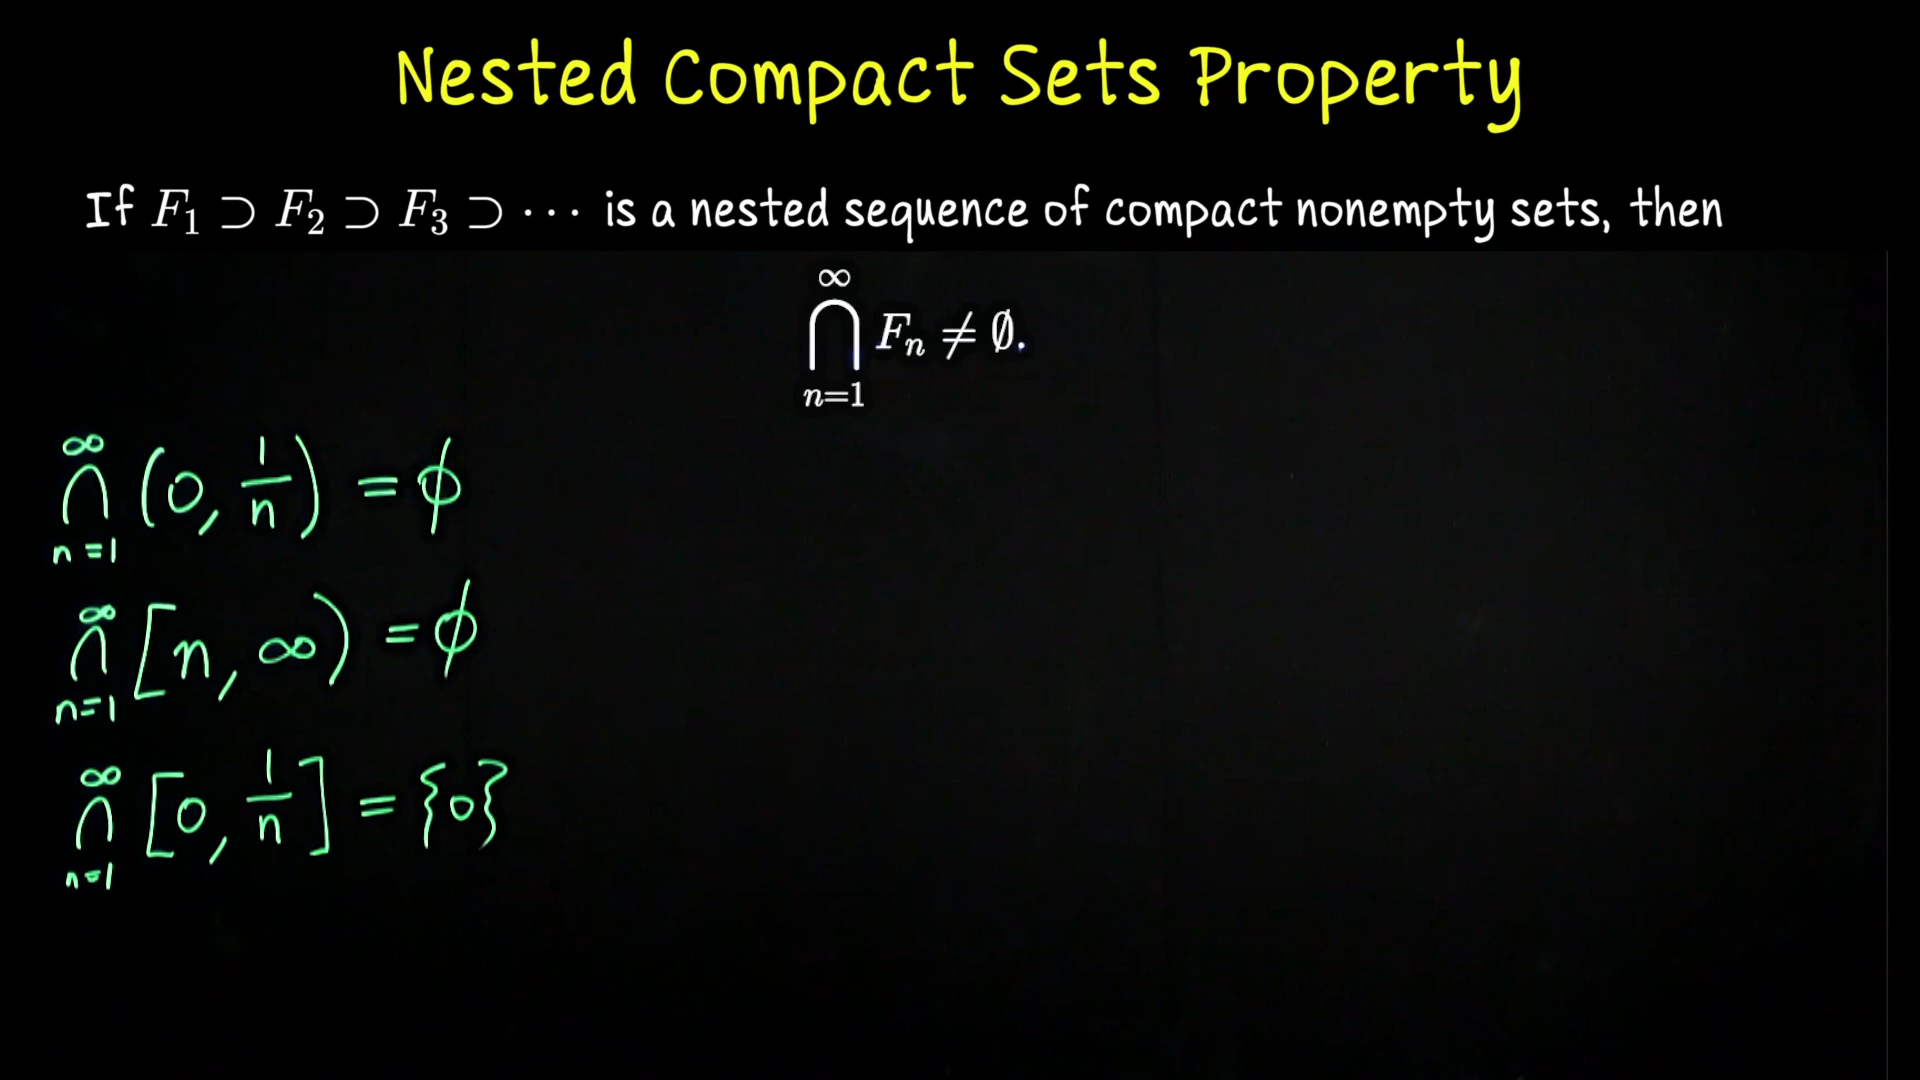 Nested Compact Sets Property
If F₁ ⊃ F₂ ⊃ F₃ ⊃ ⋯ is a nested sequence of compact nonempty sets, then
∞
⋂ Fₙ ≠ ∅.
n=1
∞
∩ (0, 1/n) = ϕ
n=1
∞
∩ [n, ∞) = ϕ
n=1
∞
∩ [0, 1/n] = {0}
n=1